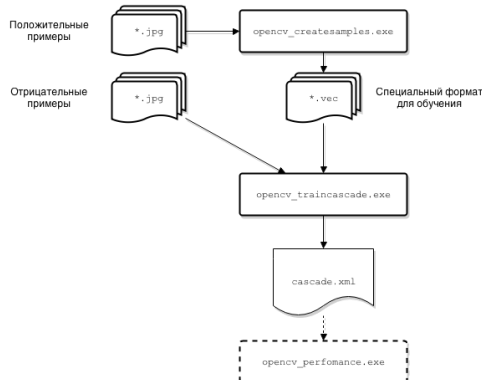 Положительные
примеры
*.jpg
opencv_createsamples.exe
Отрицательные
примеры
*.jpg
*.vec
Специальный формат
для обучения
opencv_traincascade.exe
cascade.xml
opencv_perfomance.exe